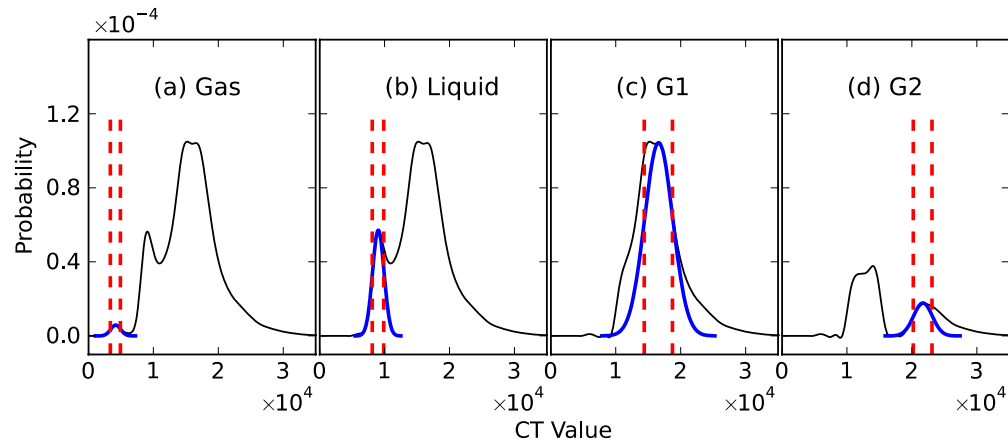 ×10⁻⁴
(a) Gas
(b) Liquid
(c) G1
(d) G2
1.2
0.8
0.4
0.0
Probability
0 1 2 3
0 1 2 3
0 1 2 3
0 1 2 3
×10⁴
×10⁴
×10⁴
×10⁴
CT Value